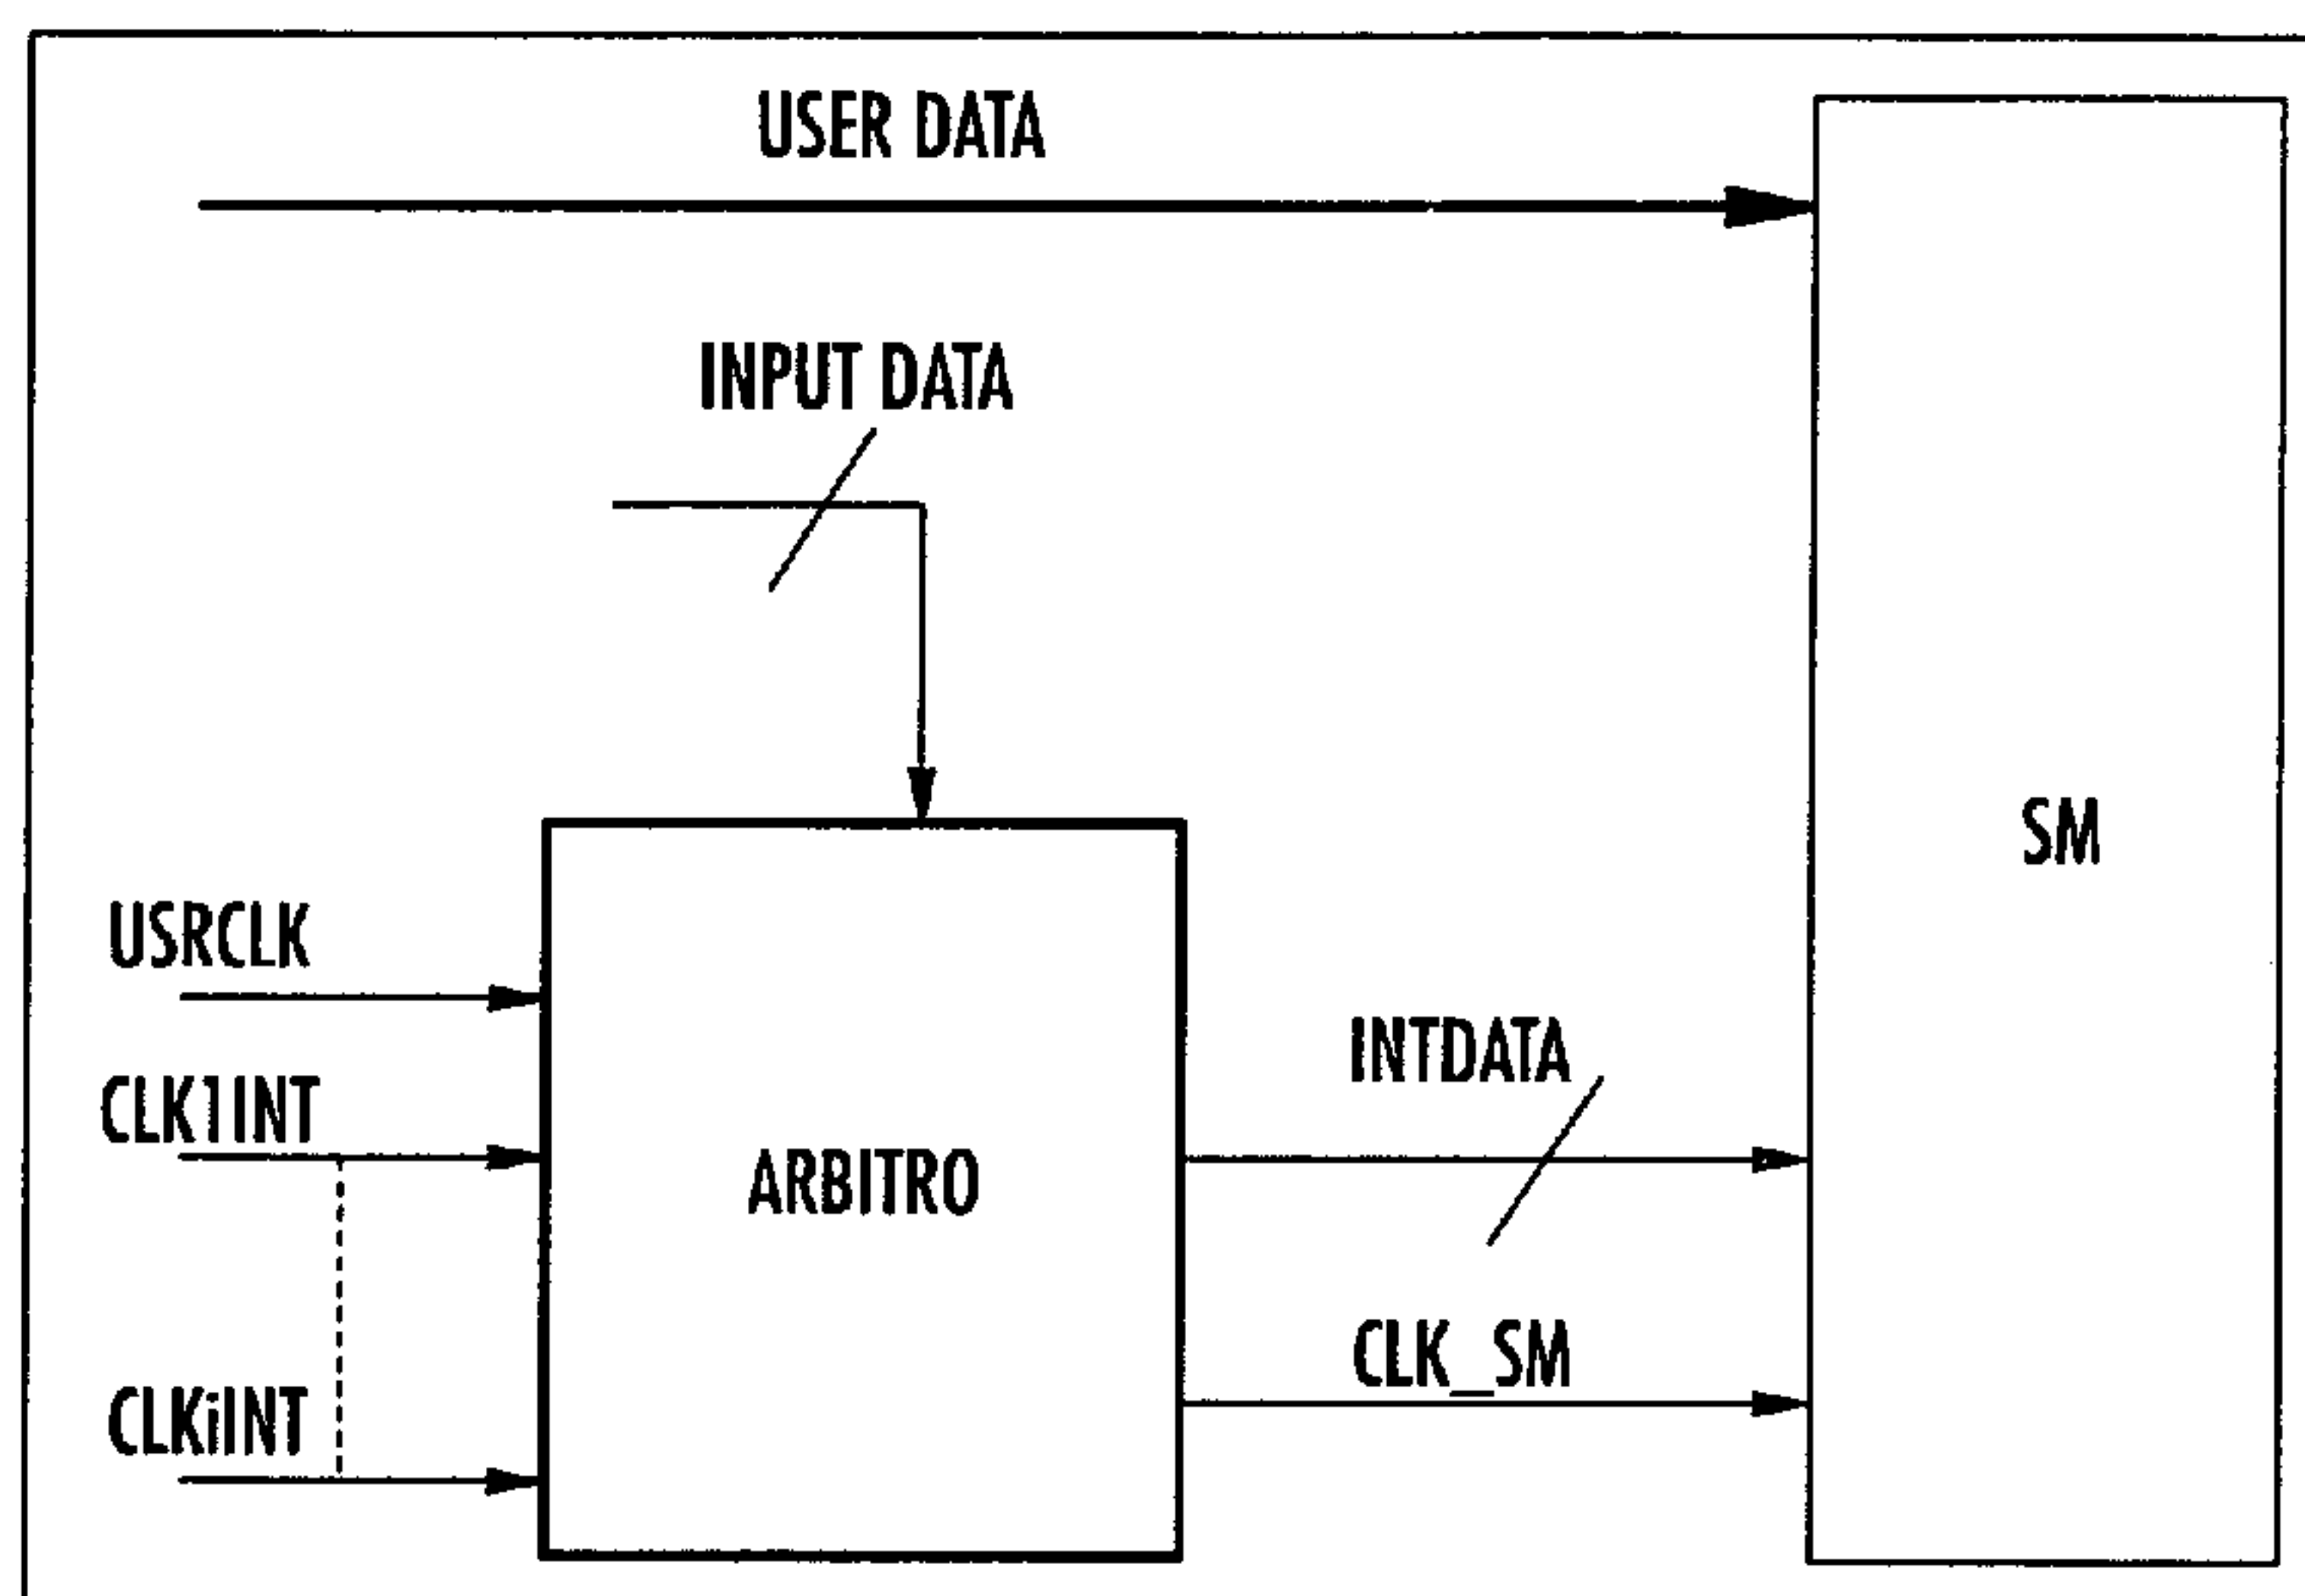 USER DATA
INPUT DATA
SM
USRCLK
CLK1INT
INTDATA
ARBITRO
CLK_SM
CLKiINT